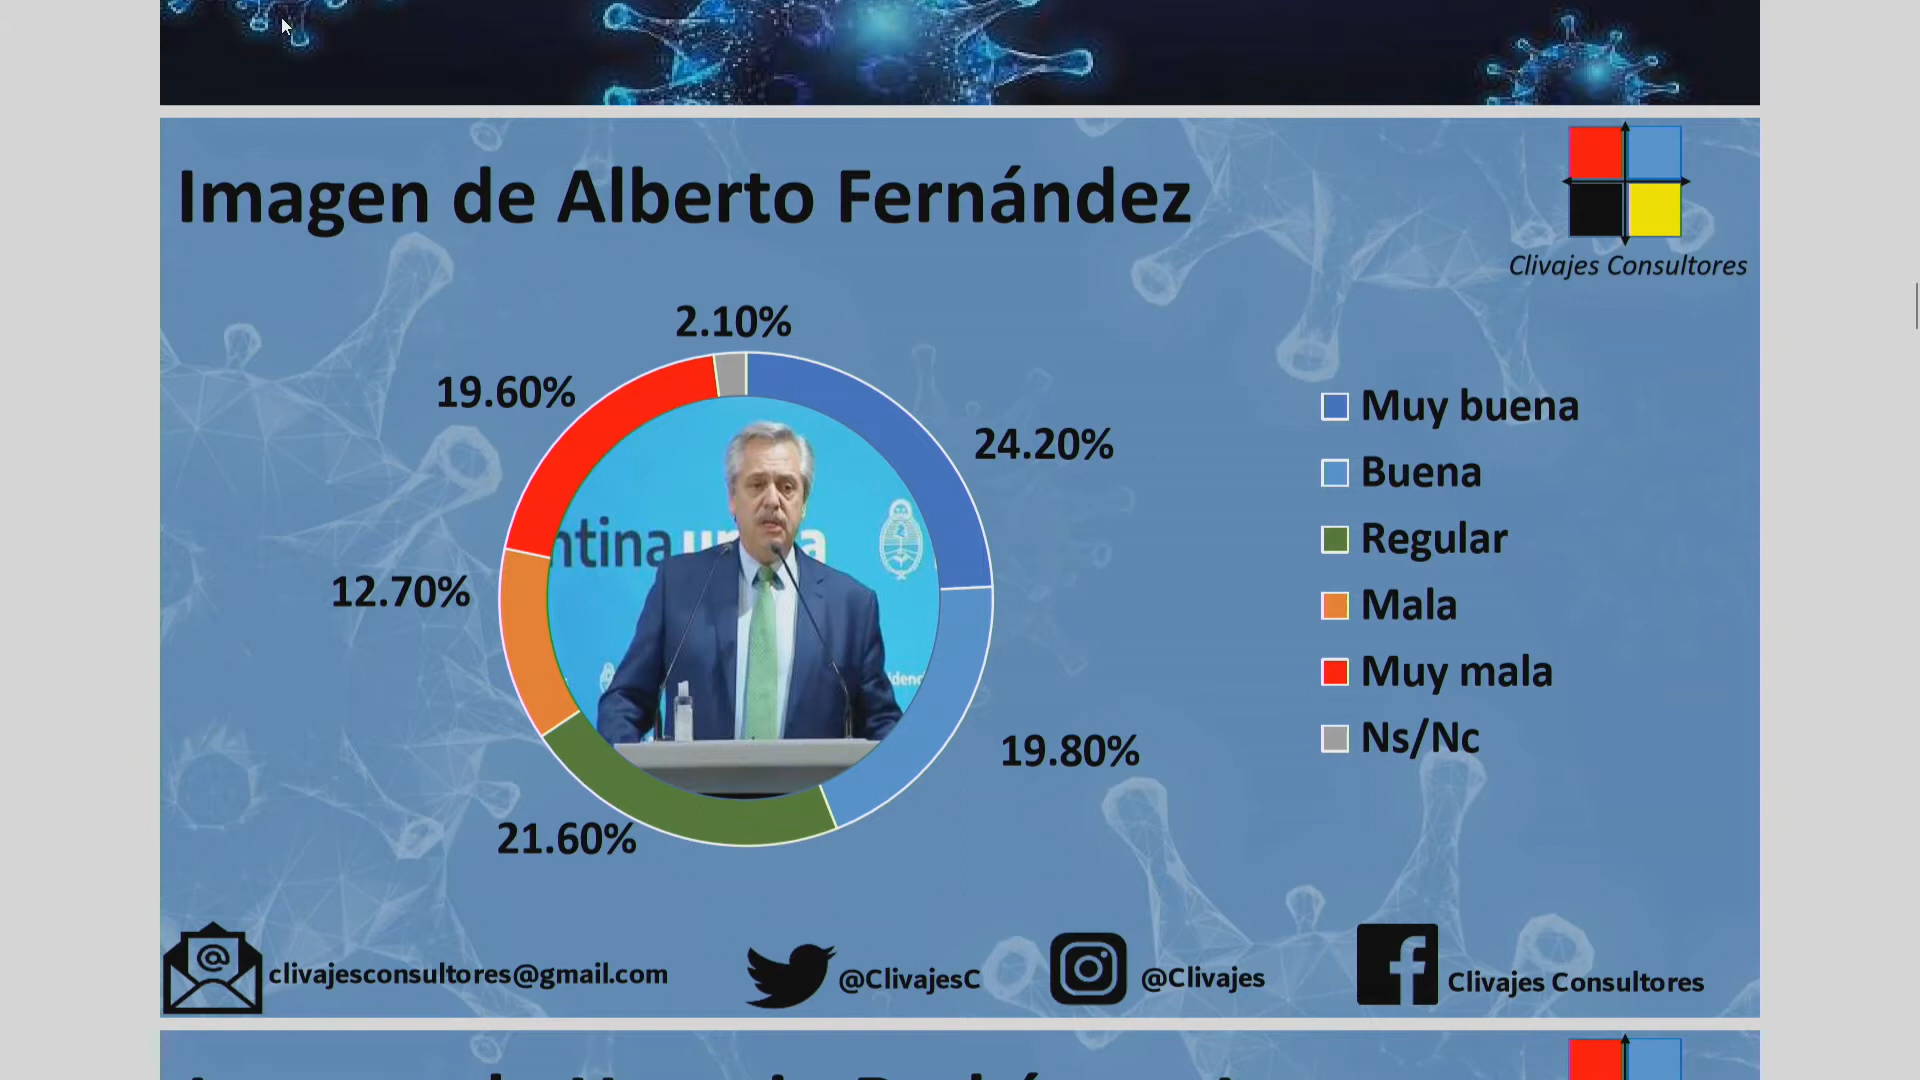 Imagen de Alberto Fernández
Clivajes Consultores
2.10%
19.60%
24.20%
12.70%
19.80%
21.60%
Muy buena
Buena
Regular
Mala
Muy mala
Ns/Nc
ntina
clivajesconsultores@gmail.com
@ClivajesC
@Clivajes
Clivajes Consultores